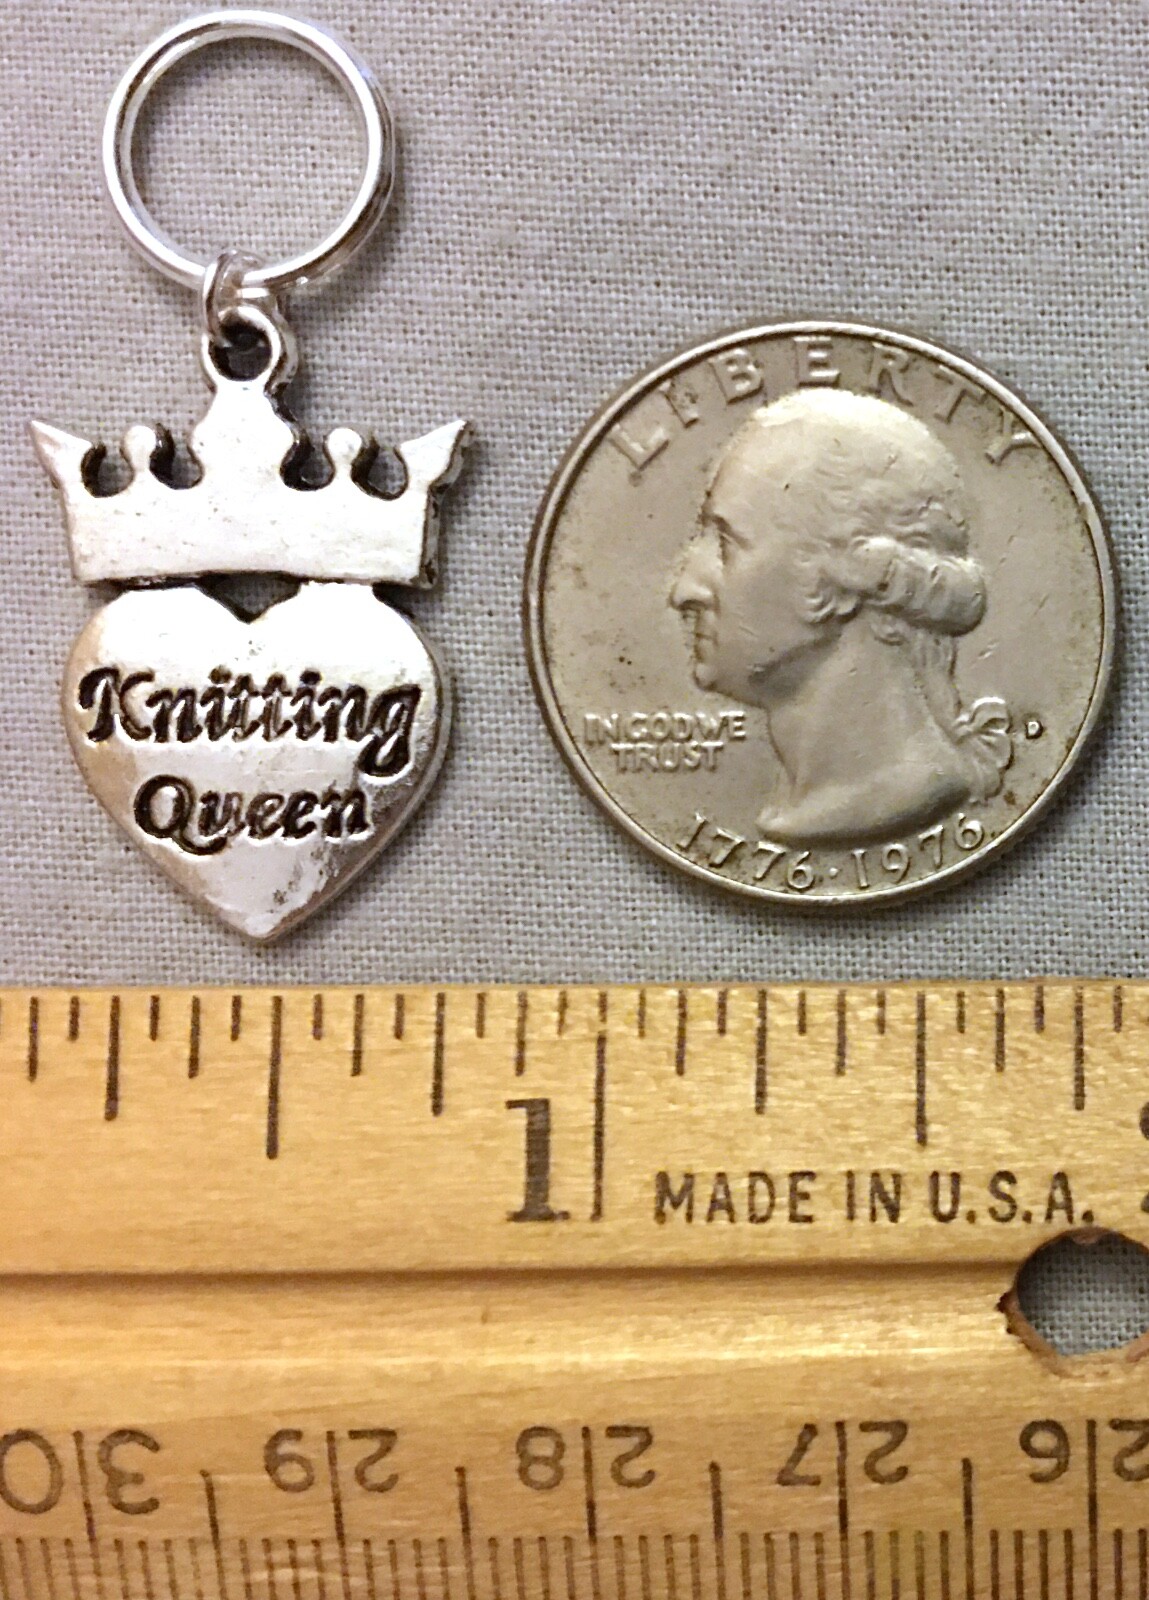 Knitting
Queen
LIBERTY
IN GOD WE
TRUST
D
1776·1976
1
MADE IN U.S.A.
30
29
28
27
26